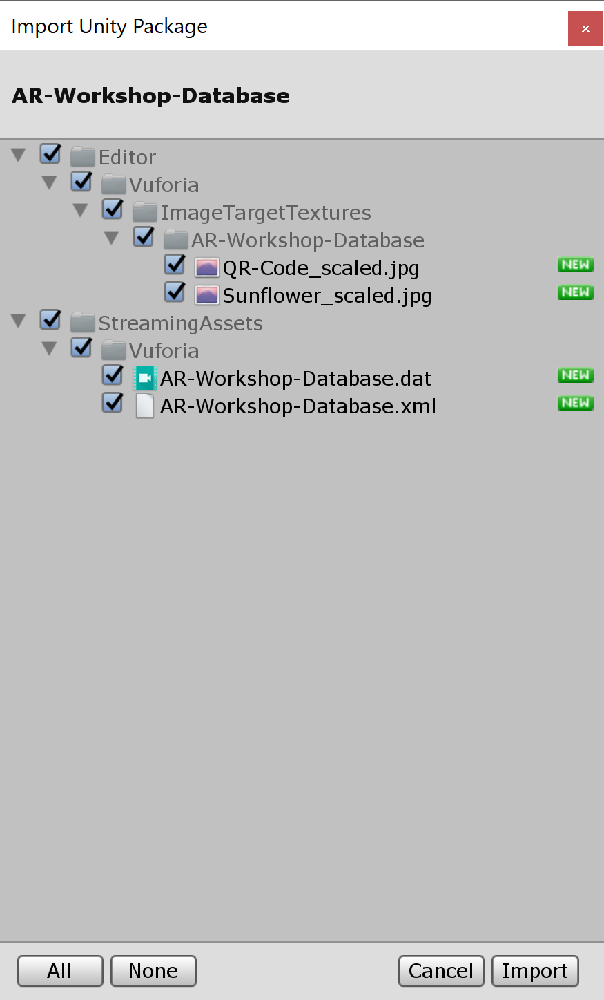 Import Unity Package
x
AR-Workshop-Database
Editor
Vuforia
ImageTargetTextures
AR-Workshop-Database
QR-Code_scaled.jpg NEW
Sunflower_scaled.jpg NEW
StreamingAssets
Vuforia
AR-Workshop-Database.dat NEW
AR-Workshop-Database.xml NEW
All None Cancel Import